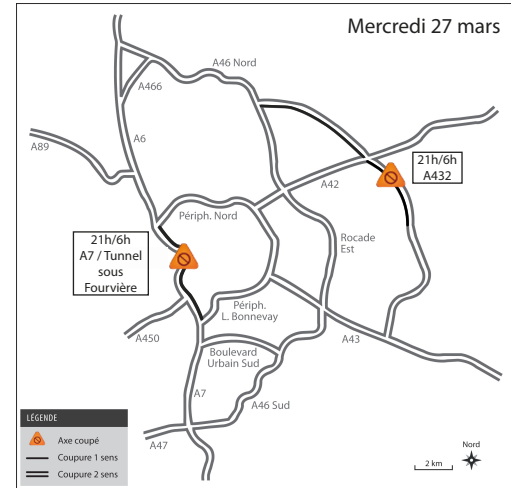 Mercredi 27 mars
A46 Nord
A466
A6
A89
21h/6h
A432
A42
Périph. Nord
21h/6h
A7 / Tunnel
sous
Fourvière
Rocade
Est
Périph.
L. Bonnevay
A450
A43
Boulevard
Urbain Sud
A7
A46 Sud
A47
LÉGENDE
Axe coupé
Coupure 1 sens
Coupure 2 sens
Nord
2 km